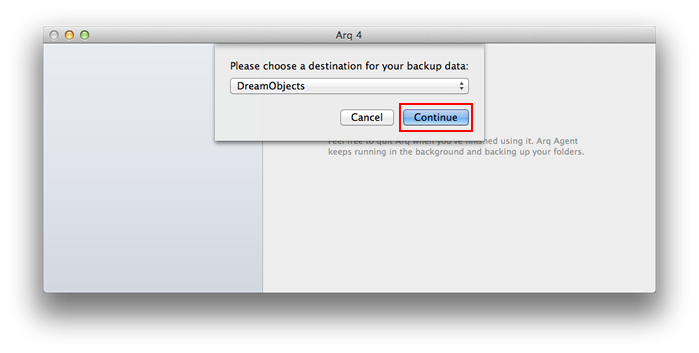 Arq 4
Please choose a destination for your backup data:
DreamObjects
Cancel
Continue
Feel free to quit Arq when you've finished using it. Arq Agent
keeps running in the background and backing up your folders.